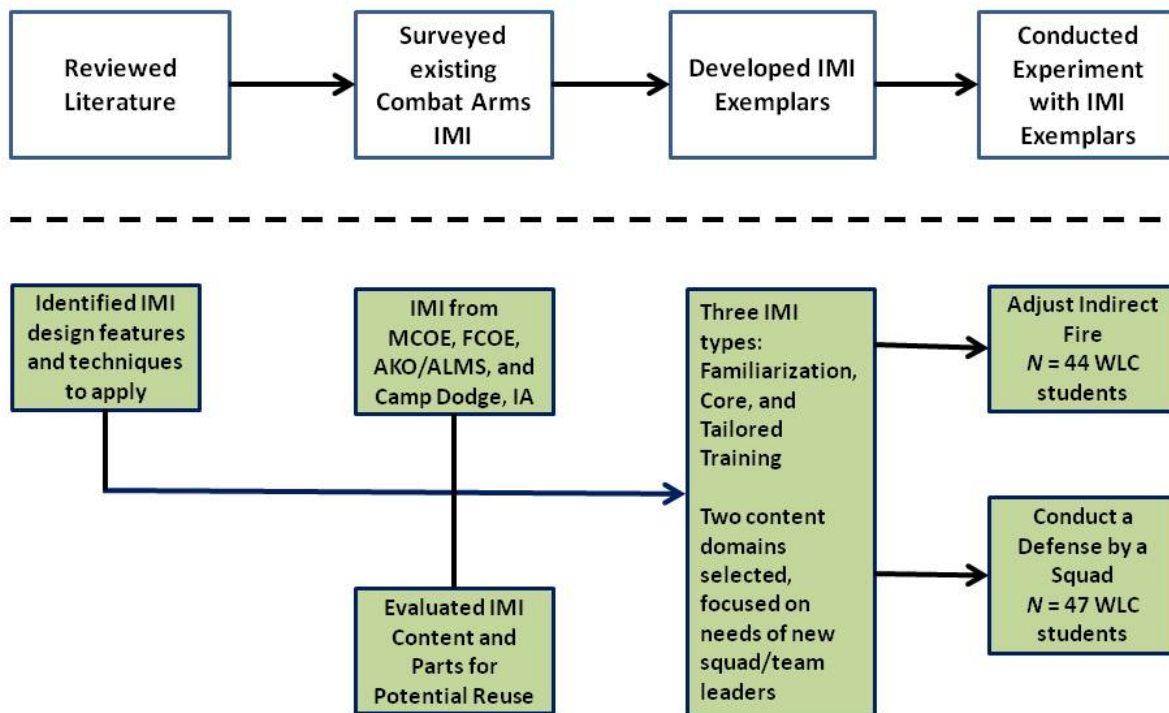 Reviewed
Literature
Surveyed
existing
Combat Arms
IMI
Developed IMI
Exemplars
Conducted
Experiment
with IMI
Exemplars
Identified IMI
design features
and techniques
to apply
IMI from
MCOE, FCOE,
AKO/ALMS, and
Camp Dodge, IA
Evaluated IMI
Content and
Parts for
Potential Reuse
Three IMI
types:
Familiarization,
Core, and
Tailored
Training
Two content
domains
selected,
focused on
needs of new
squad/team
leaders
Adjust Indirect
Fire
N = 44 WLC
students
Conduct a
Defense by a
Squad
N = 47 WLC
students